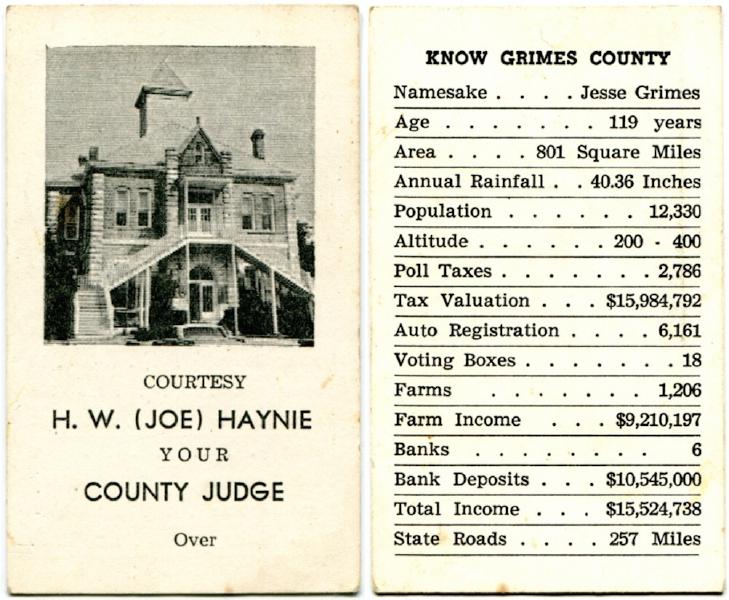 COURTESY
H. W. (JOE) HAYNIE
YOUR
COUNTY JUDGE
Over
KNOW GRIMES COUNTY
Namesake . . . . Jesse Grimes
Age . . . . . . . 119 years
Area . . . . 801 Square Miles
Annual Rainfall . . 40.36 Inches
Population . . . . . . 12,330
Altitude . . . . . . 200 - 400
Poll Taxes . . . . . . . 2,786
Tax Valuation . . . $15,984,792
Auto Registration . . . . 6,161
Voting Boxes . . . . . . . 18
Farms . . . . . . . 1,206
Farm Income . . . $9,210,197
Banks . . . . . . . . 6
Bank Deposits . . . $10,545,000
Total Income . . . $15,524,738
State Roads . . . . 257 Miles